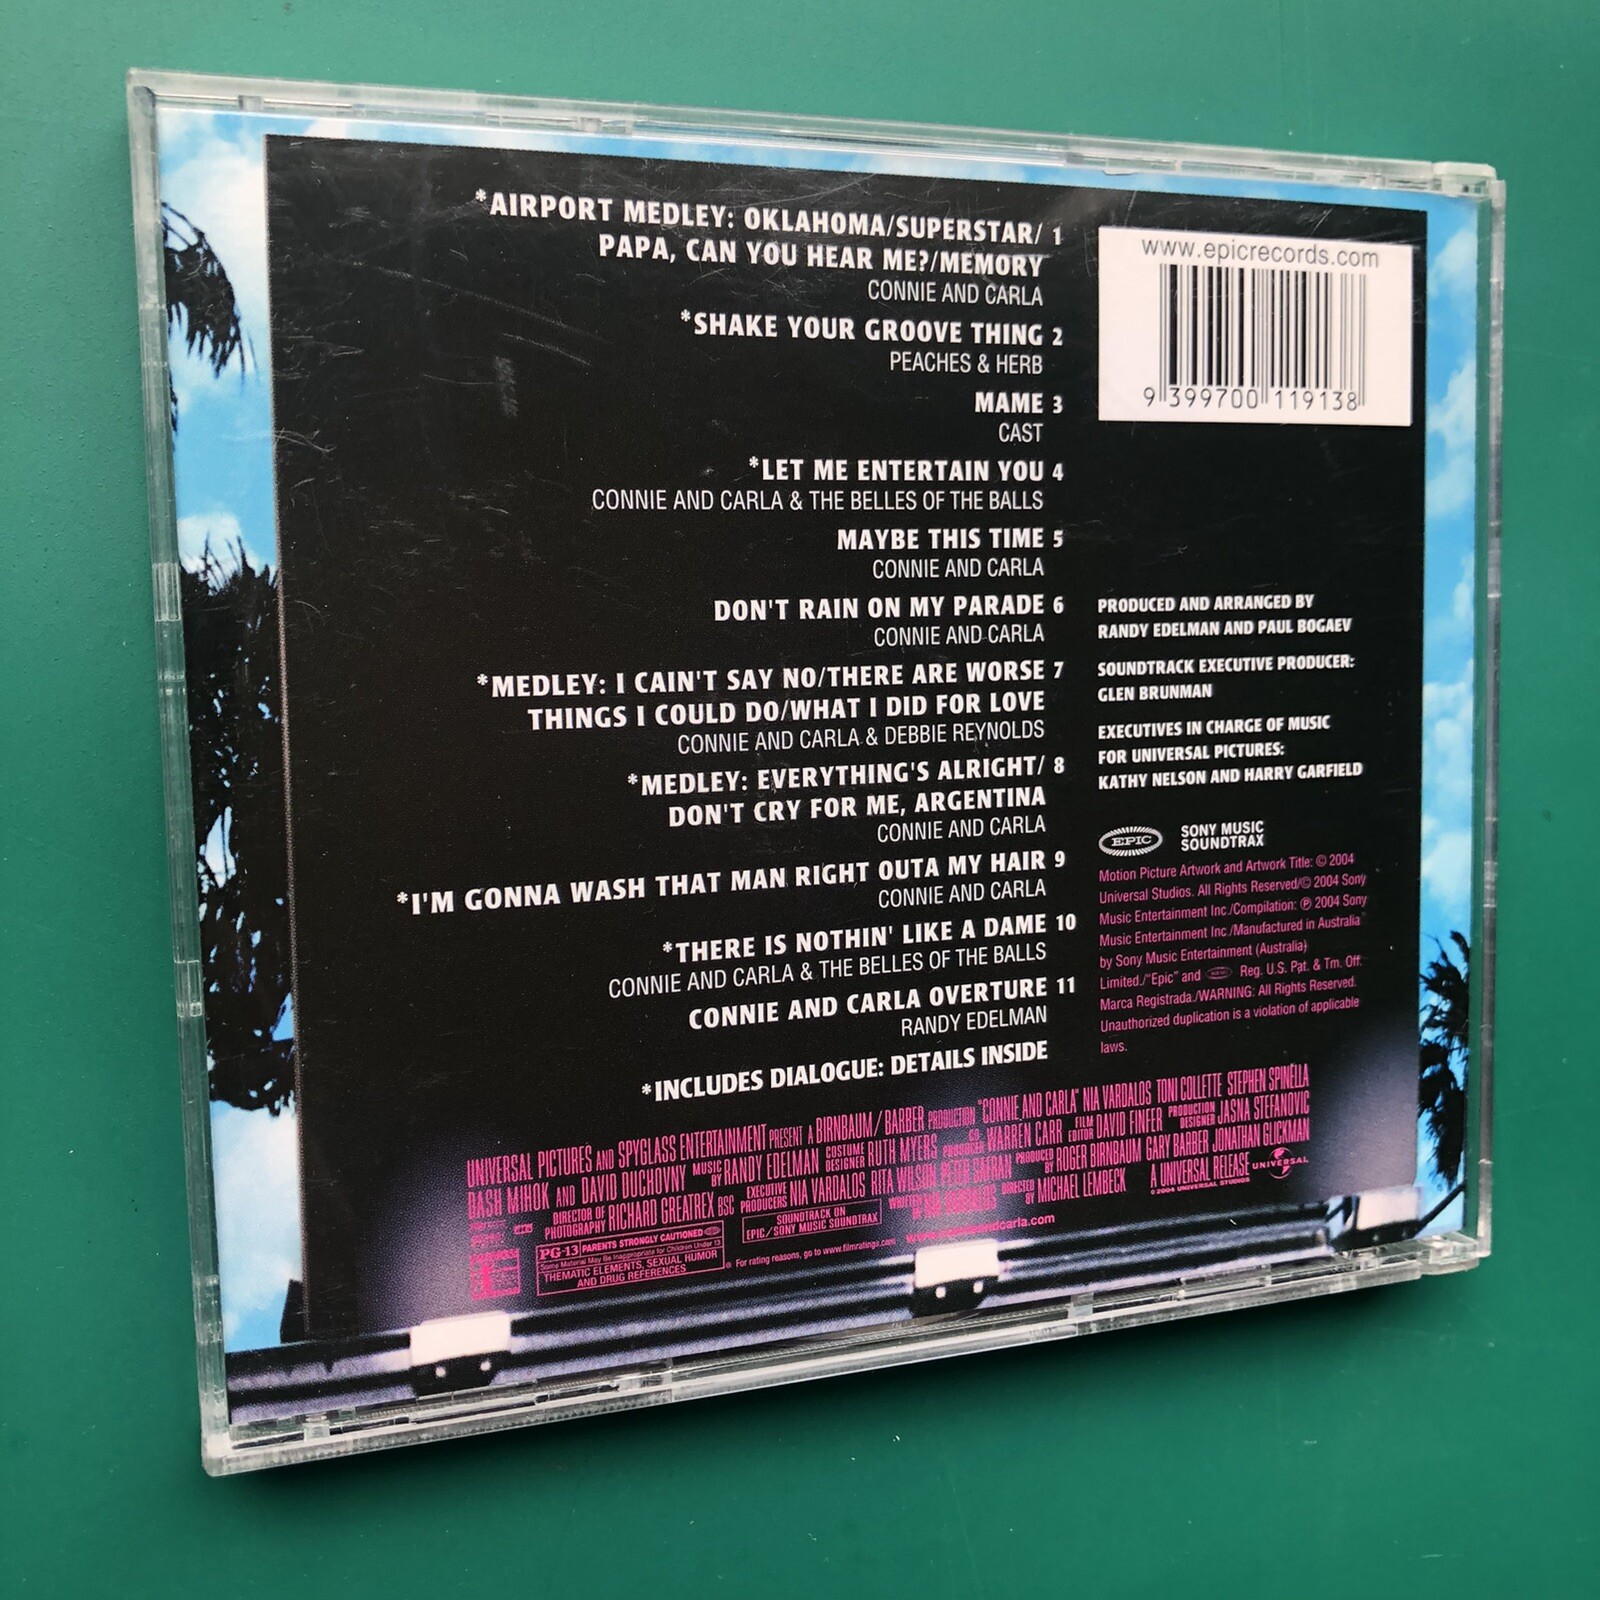 *AIRPORT MEDLEY: OKLAHOMA/SUPERSTAR/ 1
PAPA, CAN YOU HEAR ME?/MEMORY
CONNIE AND CARLA
*SHAKE YOUR GROOVE THING 2
PEACHES & HERB
MAME 3
CAST
*LET ME ENTERTAIN YOU 4
CONNIE AND CARLA & THE BELLES OF THE BALLS
MAYBE THIS TIME 5
CONNIE AND CARLA
DON'T RAIN ON MY PARADE 6
CONNIE AND CARLA
*MEDLEY: I CAIN'T SAY NO/THERE ARE WORSE 7
THINGS I COULD DO/WHAT I DID FOR LOVE
CONNIE AND CARLA & DEBBIE REYNOLDS
*MEDLEY: EVERYTHING'S ALRIGHT/ 8
DON'T CRY FOR ME, ARGENTINA
CONNIE AND CARLA
*I'M GONNA WASH THAT MAN RIGHT OUTA MY HAIR 9
CONNIE AND CARLA
*THERE IS NOTHIN' LIKE A DAME 10
CONNIE AND CARLA & THE BELLES OF THE BALLS
CONNIE AND CARLA OVERTURE 11
RANDY EDELMAN
*INCLUDES DIALOGUE: DETAILS INSIDE
www.epicrecords.com
9 399700 119138
PRODUCED AND ARRANGED BY
RANDY EDELMAN AND PAUL BOGAEV
SOUNDTRACK EXECUTIVE PRODUCER:
GLEN BRUNMAN
EXECUTIVES IN CHARGE OF MUSIC
FOR UNIVERSAL PICTURES:
KATHY NELSON AND HARRY GARFIELD
EPIC
SONY MUSIC
SOUNDTRAX
Motion Picture Artwork and Artwork Title: © 2004
Universal Studios. All Rights Reserved/© 2004 Sony
Music Entertainment Inc./Compilation: ℗ 2004 Sony
Music Entertainment Inc./Manufactured in Australia
by Sony Music Entertainment (Australia)
Limited./"Epic" and Reg. U.S. Pat. & Tm. Off.
Marca Registrada./WARNING: All Rights Reserved.
Unauthorized duplication is a violation of applicable
laws.
UNIVERSAL PICTURES AND SPYGLASS ENTERTAINMENT PRESENT A BIRNBAUM/BARBER PRODUCTION "CONNIE AND CARLA" NIA VARDALOS TONI COLLETTE STEPHEN SPINELLA
DASH MIHOK AND DAVID DUCHOVNY MUSIC BY RANDY EDELMAN COSTUME DESIGNER RUTH MYERS CO-PRODUCER WARREN CARR FILM EDITOR DAVID FINFER PRODUCTION DESIGNER JASNA STEFANOVIC
DIRECTOR OF PHOTOGRAPHY RICHARD GREATREX BSC EXECUTIVE PRODUCERS NIA VARDALOS RITA WILSON PRODUCED BY ROGER BIRNBAUM GARY BARBER JONATHAN GLICKMAN
WRITTEN BY DIRECTED BY MICHAEL LEMBECK A UNIVERSAL RELEASE UNIVERSAL
© 2004 UNIVERSAL STUDIOS
SOUNDTRACK ON
EPIC/SONY MUSIC SOUNDTRAX
PG-13 PARENTS STRONGLY CAUTIONED
Some Material May Be Inappropriate for Children Under 13
THEMATIC ELEMENTS, SEXUAL HUMOR
AND DRUG REFERENCES
For rating reasons, go to www.filmratings.com